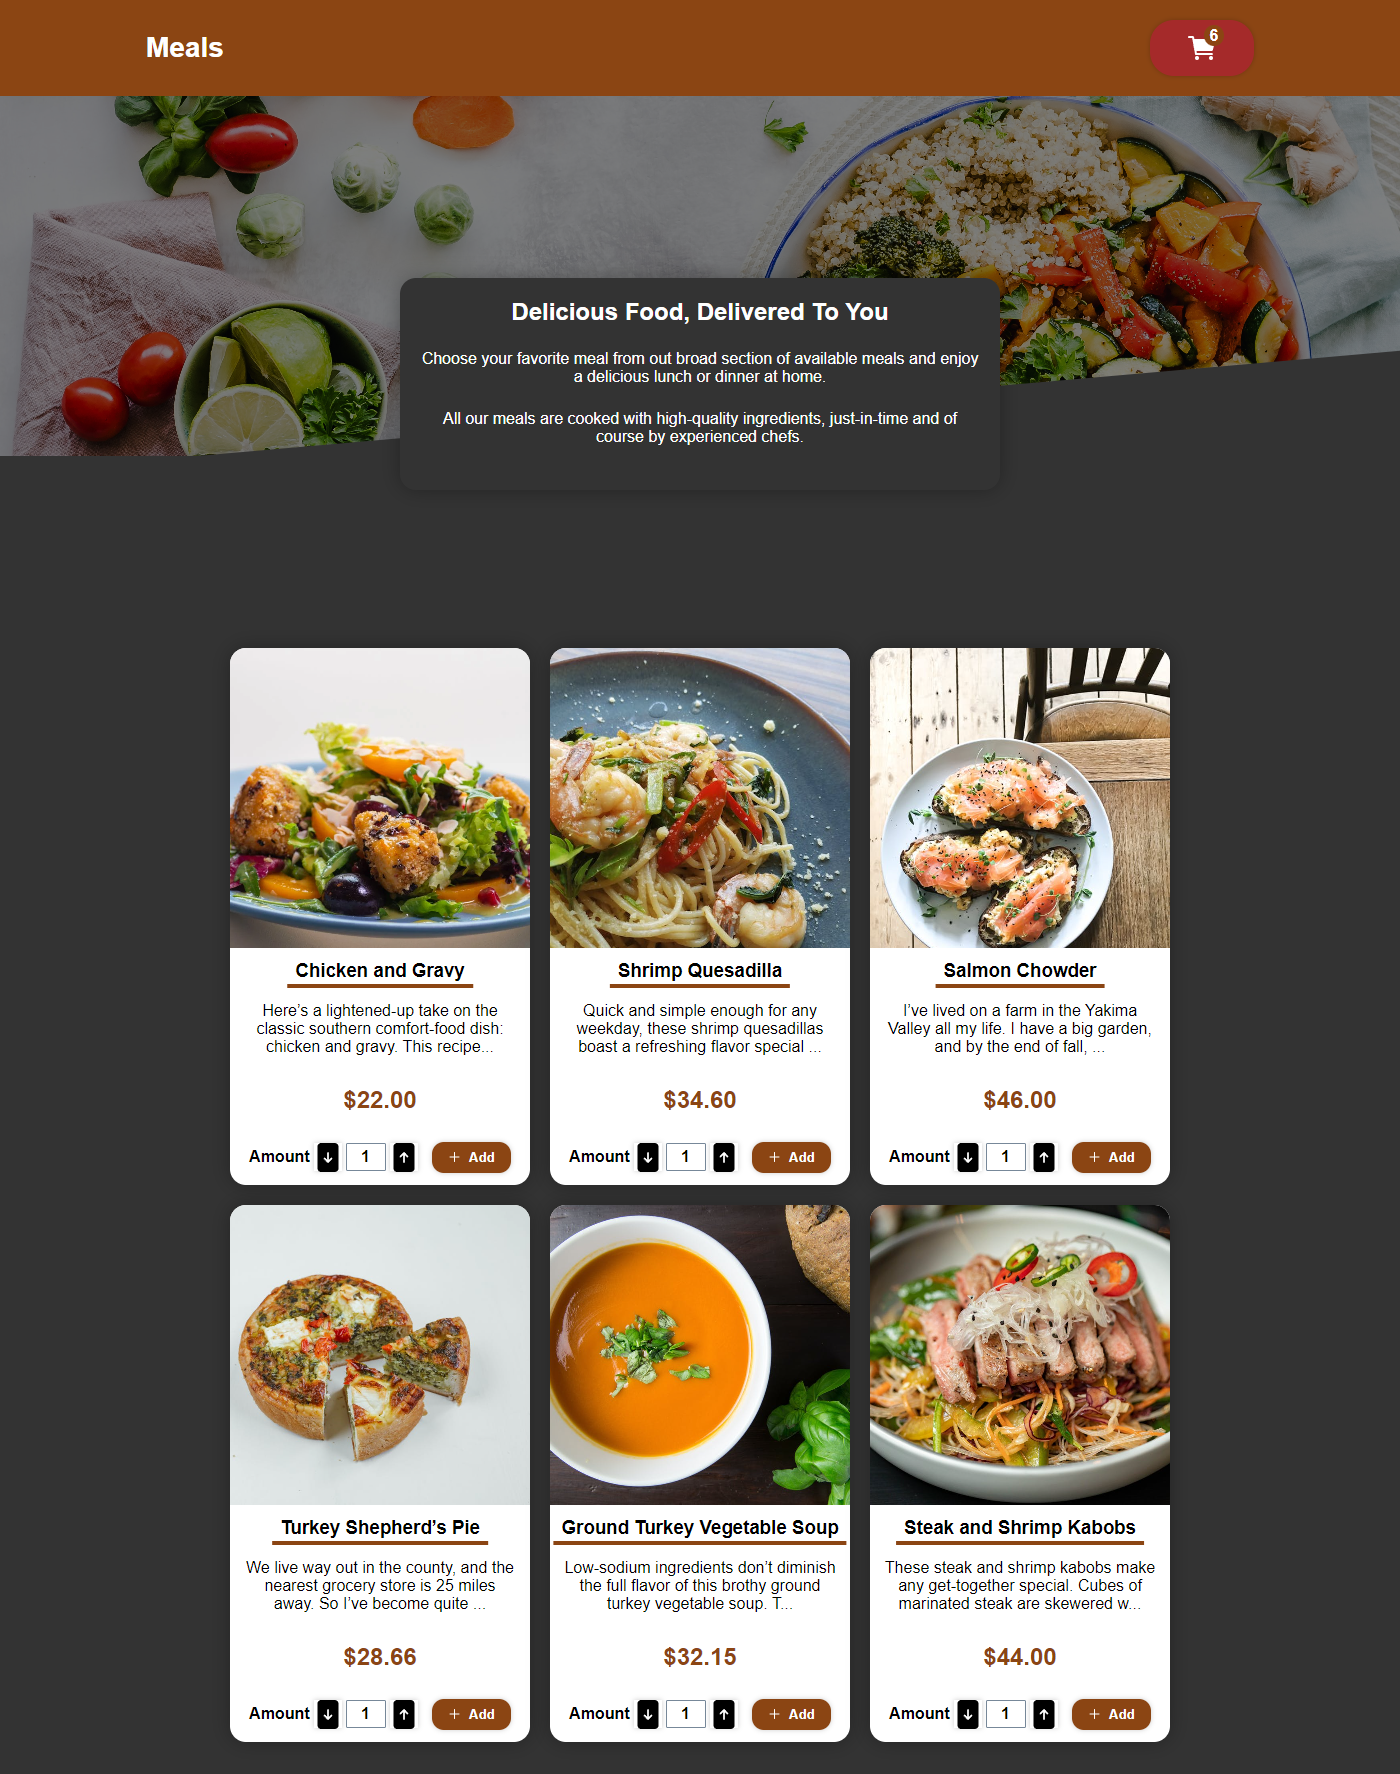 Meals
6
Delicious Food, Delivered To You
Choose your favorite meal from out broad section of available meals and enjoy
a delicious lunch or dinner at home.
All our meals are cooked with high-quality ingredients, just-in-time and of
course by experienced chefs.
Chicken and Gravy
Here’s a lightened-up take on the
classic southern comfort-food dish:
chicken and gravy. This recipe...
$22.00
Amount 1 Add
Shrimp Quesadilla
Quick and simple enough for any
weekday, these shrimp quesadillas
boast a refreshing flavor special ...
$34.60
Amount 1 Add
Salmon Chowder
I’ve lived on a farm in the Yakima
Valley all my life. I have a big garden,
and by the end of fall, ...
$46.00
Amount 1 Add
Turkey Shepherd’s Pie
We live way out in the county, and the
nearest grocery store is 25 miles
away. So I’ve become quite ...
$28.66
Amount 1 Add
Ground Turkey Vegetable Soup
Low-sodium ingredients don’t diminish
the full flavor of this brothy ground
turkey vegetable soup. T...
$32.15
Amount 1 Add
Steak and Shrimp Kabobs
These steak and shrimp kabobs make
any get-together special. Cubes of
marinated steak are skewered w...
$44.00
Amount 1 Add